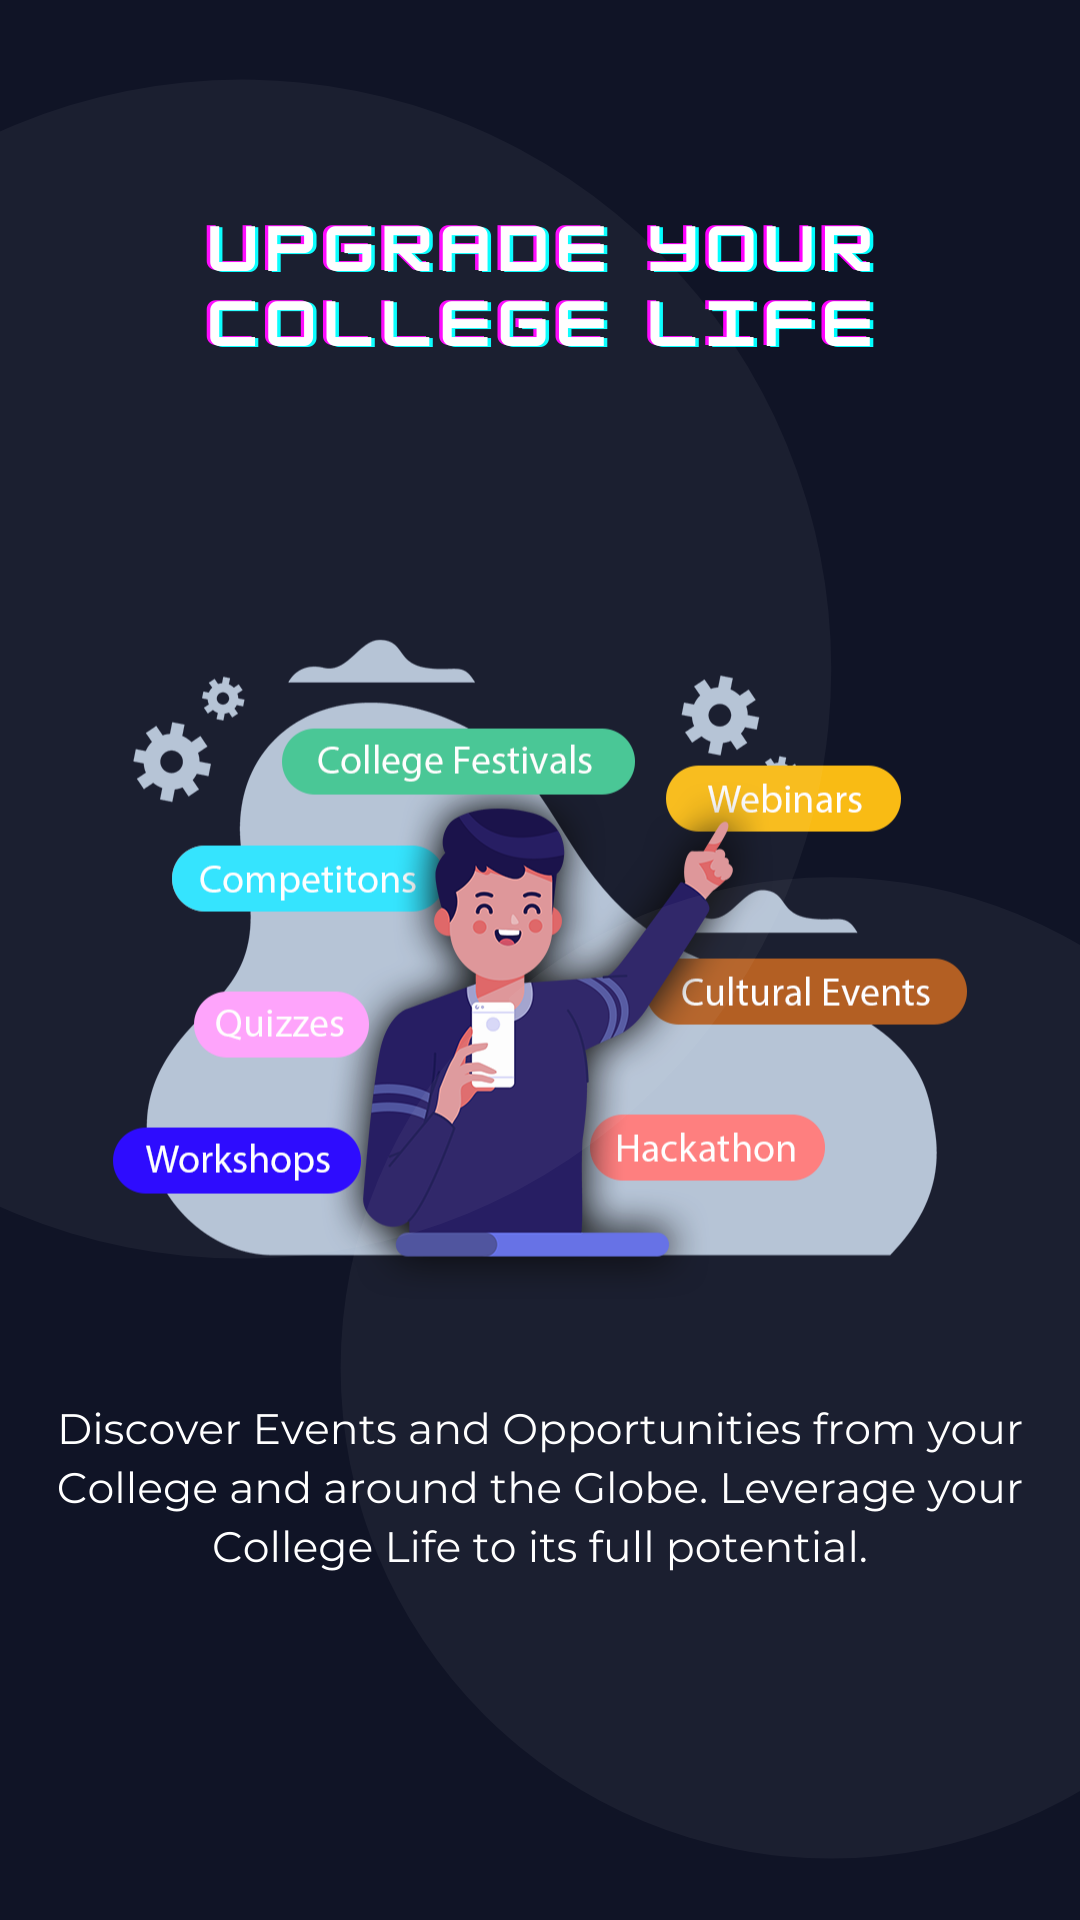 UPGRADE YOUR
COLLEGE LIFE
College Festivals
Webinars
Competitons
Cultural Events
Quizzes
Hackathon
Workshops
Discover Events and Opportunities from your
College and around the Globe. Leverage your
College Life to its full potential.